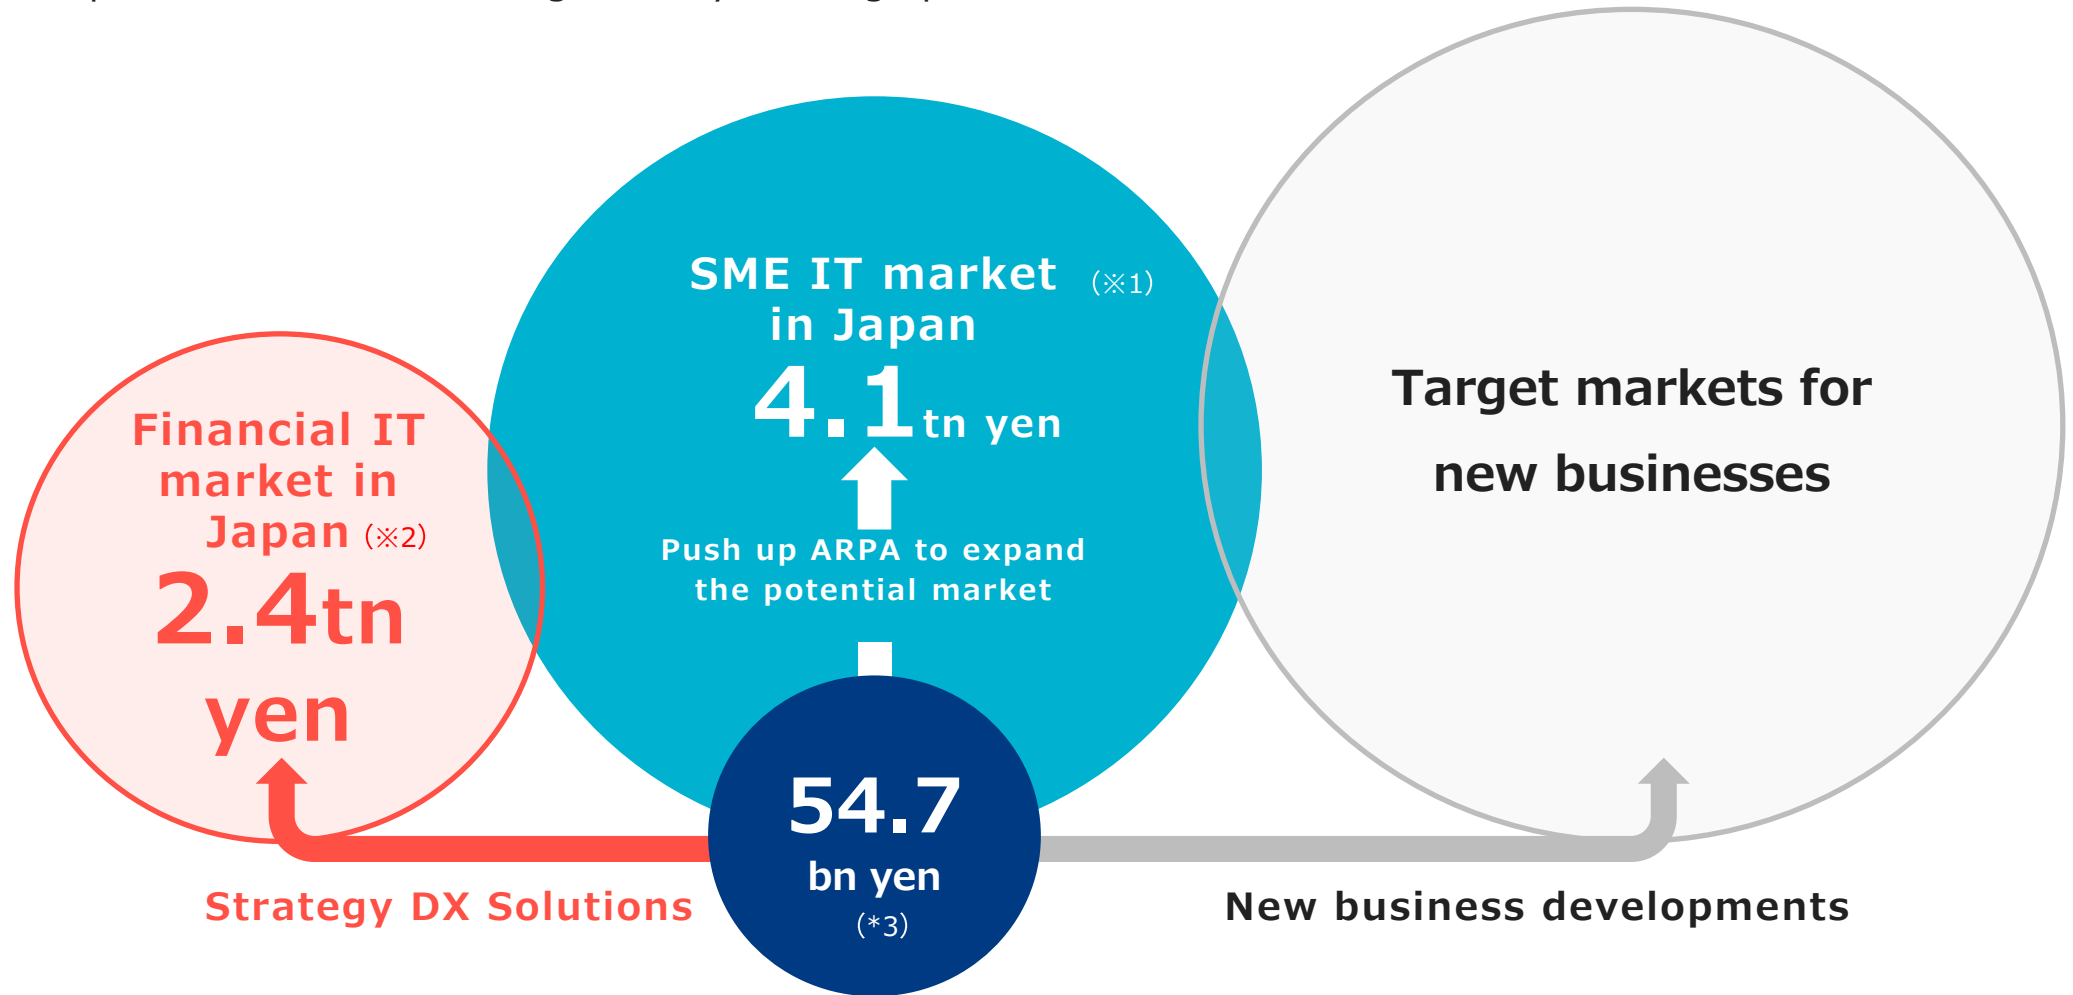 SME IT market (※1)
in Japan
4.1 tn yen
Push up ARPA to expand
the potential market
Financial IT
market in
Japan (※2)
2.4tn
yen
Target markets for
new businesses
54.7
bn yen
(*3)
Strategy DX Solutions
New business developments